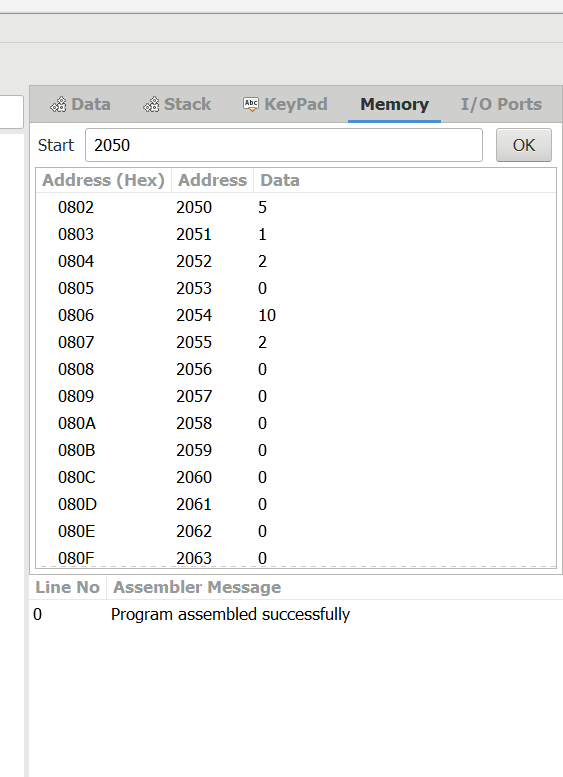 Data Stack Abc KeyPad Memory I/O Ports
Start 2050 OK
Address (Hex) Address Data
0802 2050 5
0803 2051 1
0804 2052 2
0805 2053 0
0806 2054 10
0807 2055 2
0808 2056 0
0809 2057 0
080A 2058 0
080B 2059 0
080C 2060 0
080D 2061 0
080E 2062 0
080F 2063 0
Line No Assembler Message
0 Program assembled successfully